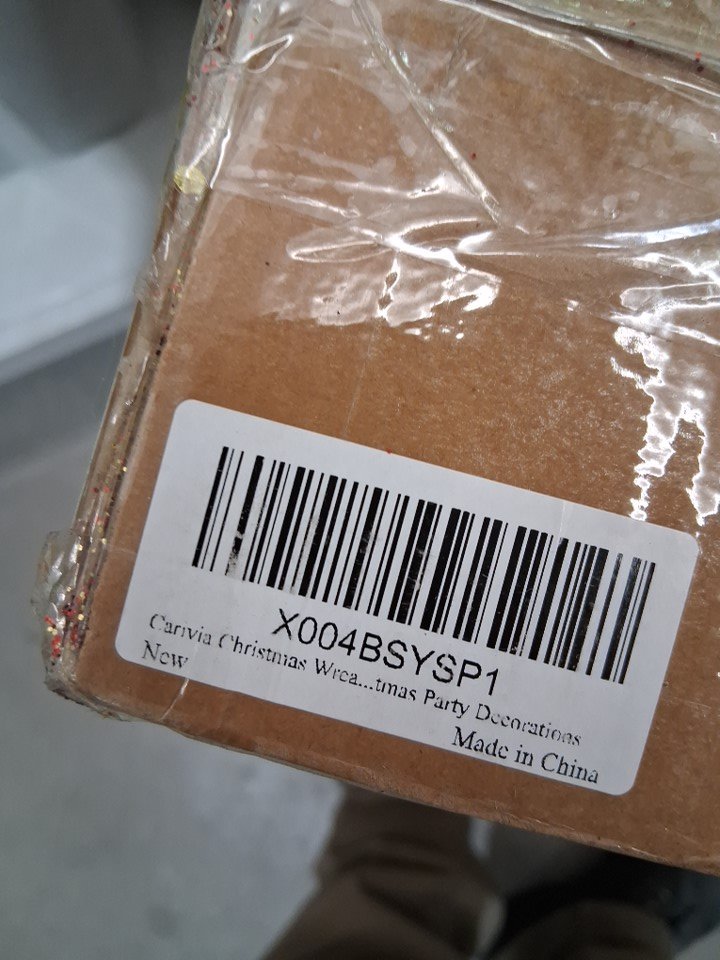 X004BSYSP1
Carivia Christmas Wrea...tmas Party Decorations
New
Made in China